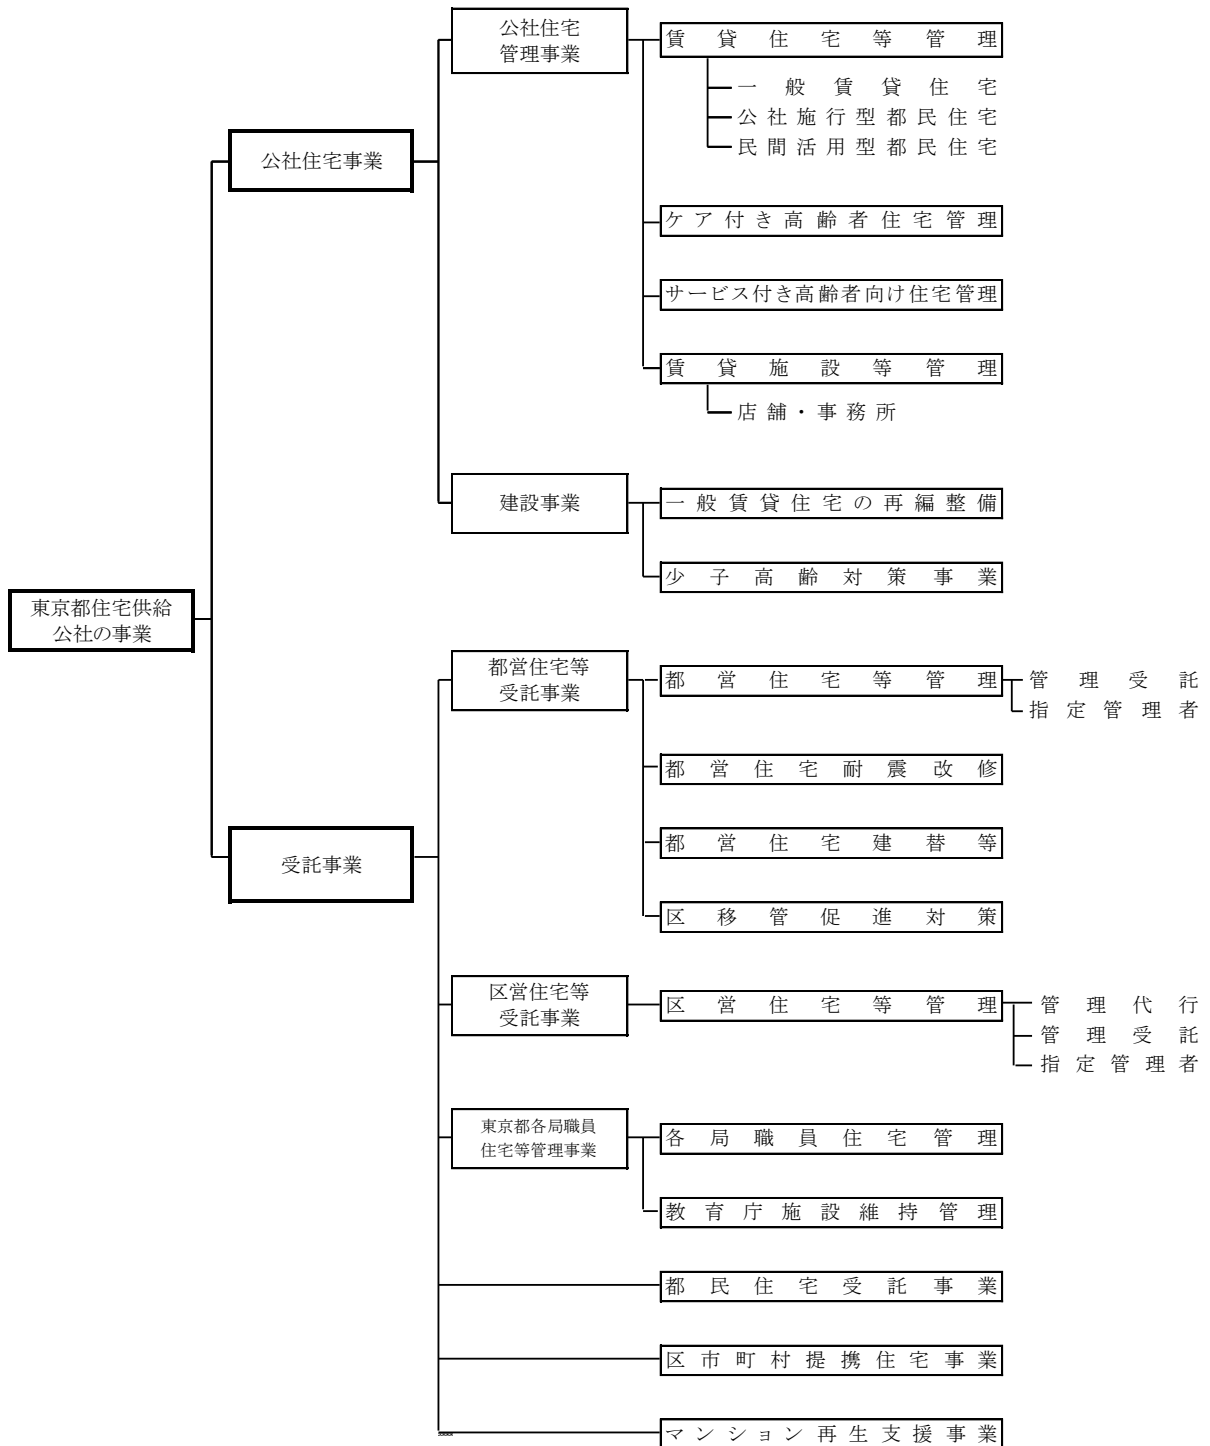 公社住宅
管理事業
賃貸住宅等管理
一般賃貸住宅
公社施行型都民住宅
民間活用型都民住宅
公社住宅事業
ケア付き高齢者住宅管理
サービス付き高齢者向け住宅管理
賃貸施設等管理
店舗・事務所
建設事業
一般賃貸住宅の再編整備
少子高齢対策事業
東京都住宅供給
公社の事業
都営住宅等
受託事業
都営住宅等管理
管理受託
指定管理者
都営住宅耐震改修
都営住宅建替等
受託事業
区移管促進対策
区営住宅等
受託事業
区営住宅等管理
管理代行
管理受託
指定管理者
東京都各局職員
住宅等管理事業
各局職員住宅管理
教育庁施設維持管理
都民住宅受託事業
区市町村提携住宅事業
マンション再生支援事業